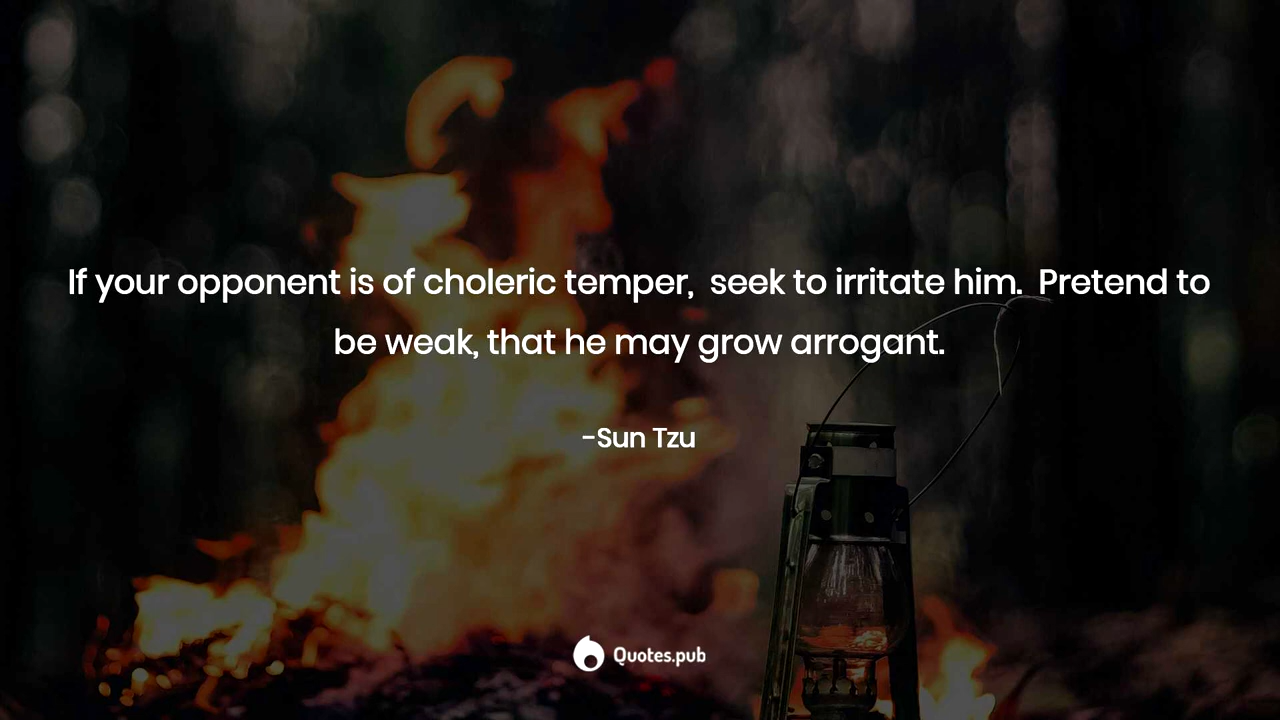 If your opponent is of choleric temper,  seek to irritate him.  Pretend to
be weak, that he may grow arrogant.
-Sun Tzu
Quotes.pub